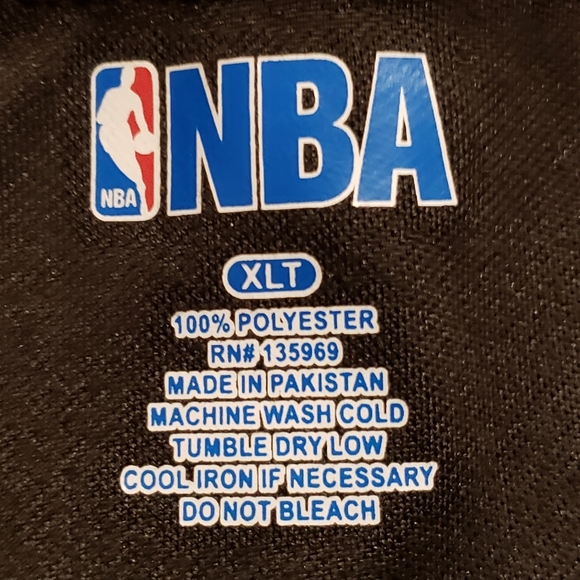 NBA NBA
XLT
100% POLYESTER
RN# 135969
MADE IN PAKISTAN
MACHINE WASH COLD
TUMBLE DRY LOW
COOL IRON IF NECESSARY
DO NOT BLEACH